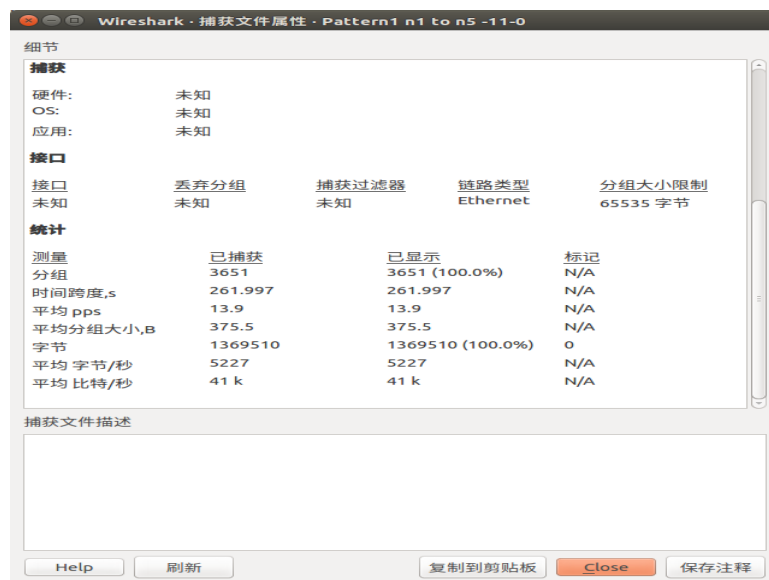 Wireshark · 捕获文件属性 · Pattern1 n1 to n5 -11-0
细节
捕获
硬件: 未知
OS: 未知
应用: 未知
接口
接口 丢弃分组 捕获过滤器 链路类型 分组大小限制
未知 未知 未知 Ethernet 65535 字节
统计
测量 已捕获 已显示 标记
分组 3651 3651 (100.0%) N/A
时间跨度,s 261.997 261.997 N/A
平均 pps 13.9 13.9 N/A
平均分组大小,B 375.5 375.5 N/A
字节 1369510 1369510 (100.0%) 0
平均 字节/秒 5227 5227 N/A
平均 比特/秒 41 k 41 k N/A
捕获文件描述
Help 刷新 复制到剪贴板 Close 保存注释